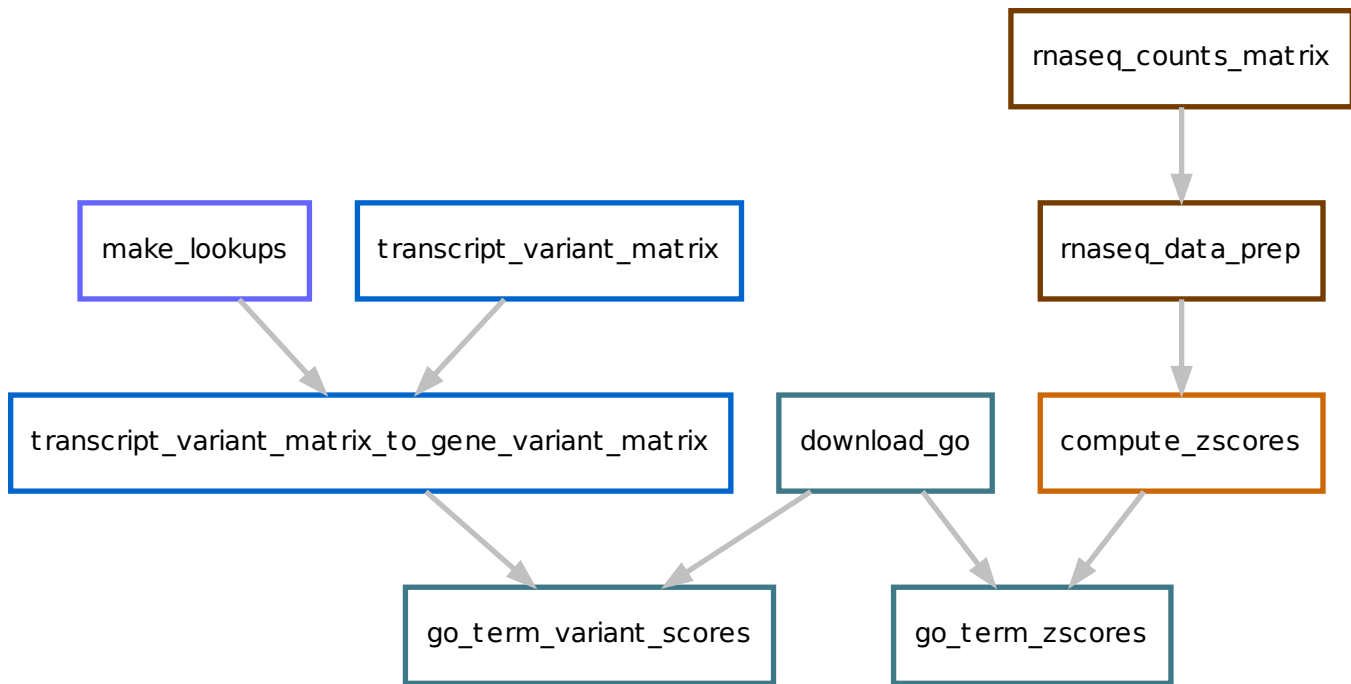 rnaseq_counts_matrix
make_lookups
transcript_variant_matrix
rnaseq_data_prep
transcript_variant_matrix_to_gene_variant_matrix
download_go
compute_zscores
go_term_variant_scores
go_term_zscores